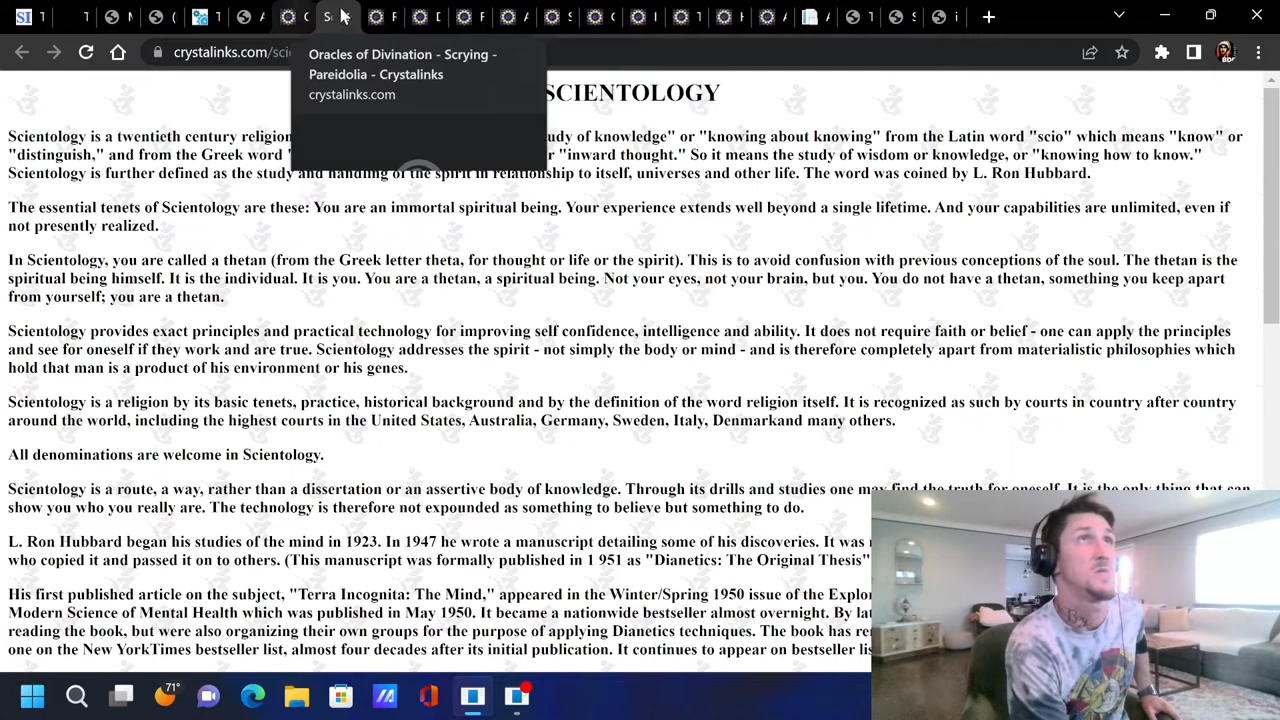 SI
crystalinks.com/sci
Oracles of Divination - Scrying -
Pareidolia - Crystalinks
crystalinks.com
BDF
SCIENTOLOGY
Scientology is a twentieth century religion
udy of knowledge" or "knowing about knowing" from the Latin word "scio" which means "know" or
"distinguish," and from the Greek word "
r "inward thought." So it means the study of wisdom or knowledge, or "knowing how to know."
Scientology is further defined as the study and handling of the spirit in relationship to itself, universes and other life. The word was coined by L. Ron Hubbard.
The essential tenets of Scientology are these: You are an immortal spiritual being. Your experience extends well beyond a single lifetime. And your capabilities are unlimited, even if
not presently realized.
In Scientology, you are called a thetan (from the Greek letter theta, for thought or life or the spirit). This is to avoid confusion with previous conceptions of the soul. The thetan is the
spiritual being himself. It is the individual. It is you. You are a thetan, a spiritual being. Not your eyes, not your brain, but you. You do not have a thetan, something you keep apart
from yourself; you are a thetan.
Scientology provides exact principles and practical technology for improving self confidence, intelligence and ability. It does not require faith or belief - one can apply the principles
and see for oneself if they work and are true. Scientology addresses the spirit - not simply the body or mind - and is therefore completely apart from materialistic philosophies which
hold that man is a product of his environment or his genes.
Scientology is a religion by its basic tenets, practice, historical background and by the definition of the word religion itself. It is recognized as such by courts in country after country
around the world, including the highest courts in the United States, Australia, Germany, Sweden, Italy, Denmarkand many others.
All denominations are welcome in Scientology.
Scientology is a route, a way, rather than a dissertation or an assertive body of knowledge. Through its drills and studies one may find the truth for oneself. It is the only thing that can
show you who you really are. The technology is therefore not expounded as something to believe but something to do.
L. Ron Hubbard began his studies of the mind in 1923. In 1947 he wrote a manuscript detailing some of his discoveries. It was
who copied it and passed it on to others. (This manuscript was formally published in 1 951 as "Dianetics: The Original Thesis"
His first published article on the subject, "Terra Incognita: The Mind," appeared in the Winter/Spring 1950 issue of the Explor
Modern Science of Mental Health which was published in May 1950. It became a nationwide bestseller almost overnight. By la
reading the book, but were also organizing their own groups for the purpose of applying Dianetics techniques. The book has re
one on the New YorkTimes bestseller list, almost four decades after its initial publication. It continues to appear on bestseller lis
71°